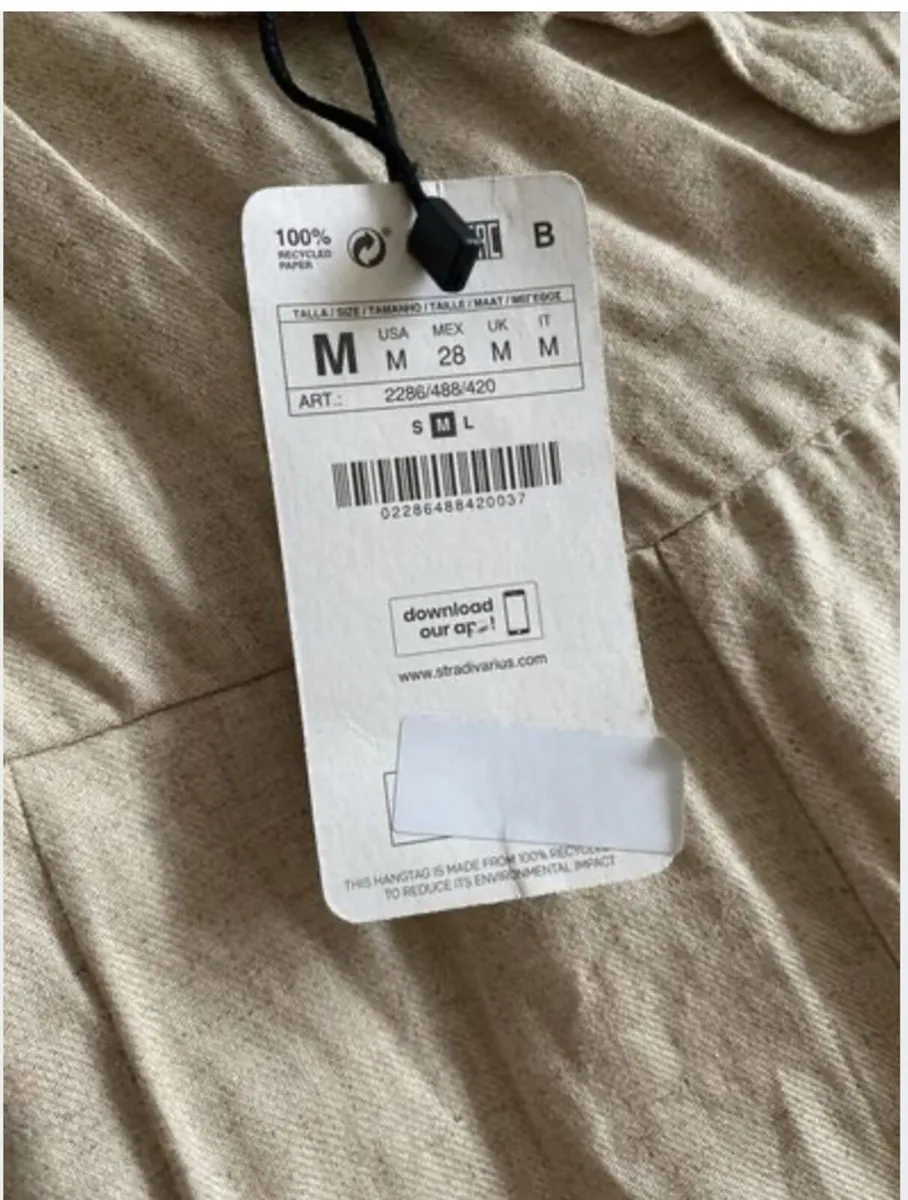 100%
RECYCLED
PAPER
B
TALLA / SIZE / TAMANHO / TAILLE / MAAT / ΜΕΓΕΘΟΣ
M
USA MEX UK IT
M 28 M M
ART.: 2286/488/420
S M L
02286488420037
download
our
www.stradivarius.com
THIS HANGTAG IS MADE FROM 100% RECYCLED
TO REDUCE ITS ENVIRONMENTAL IMPACT